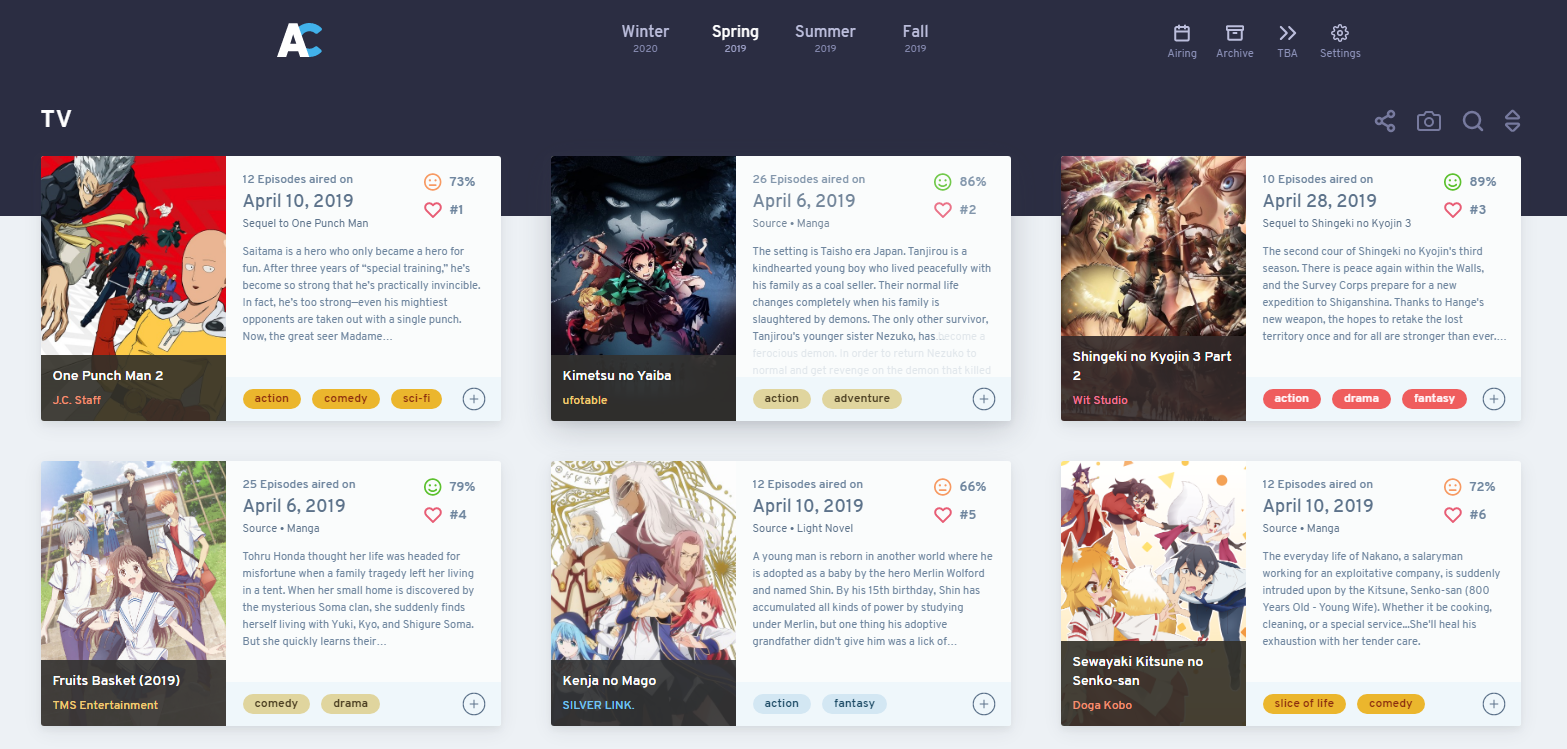 AC
Winter
2020
Spring
2019
Summer
2019
Fall
2019
Airing
Archive
TBA
Settings
TV
12 Episodes aired on
April 10, 2019
Sequel to One Punch Man
73%
#1
Saitama is a hero who only became a hero for
fun. After three years of “special training,” he's
become so strong that he's practically invincible.
In fact, he's too strong—even his mightiest
opponents are taken out with a single punch.
Now, the great seer Madame…
One Punch Man 2
J.C. Staff
action
comedy
sci-fi
26 Episodes aired on
April 6, 2019
Source • Manga
86%
#2
The setting is Taisho era Japan. Tanjirou is a
kindhearted young boy who lived peacefully with
his family as a coal seller. Their normal life
changes completely when his family is
slaughtered by demons. The only other survivor,
Tanjirou's younger sister Nezuko, has become a
ferocious demon. In order to return Nezuko to
normal and get revenge on the demon that killed
Kimetsu no Yaiba
ufotable
action
adventure
10 Episodes aired on
April 28, 2019
Sequel to Shingeki no Kyojin 3
89%
#3
The second cour of Shingeki no Kyojin's third
season. There is peace again within the Walls,
and the Survey Corps prepare for a new
expedition to Shiganshina. Thanks to Hange's
new weapon, the hopes to retake the lost
territory once and for all are stronger than ever.…
Shingeki no Kyojin 3 Part
2
Wit Studio
action
drama
fantasy
25 Episodes aired on
April 6, 2019
Source • Manga
79%
#4
Tohru Honda thought her life was headed for
misfortune when a family tragedy left her living
in a tent. When her small home is discovered by
the mysterious Soma clan, she suddenly finds
herself living with Yuki, Kyo, and Shigure Soma.
But she quickly learns their…
Fruits Basket (2019)
TMS Entertainment
comedy
drama
12 Episodes aired on
April 10, 2019
Source • Light Novel
66%
#5
A young man is reborn in another world where he
is adopted as a baby by the hero Merlin Wolford
and named Shin. By his 15th birthday, Shin has
accumulated all kinds of power by studying
under Merlin, but one thing his adoptive
grandfather didn't give him was a lack of…
Kenja no Mago
SILVER LINK.
action
fantasy
12 Episodes aired on
April 10, 2019
Source • Manga
72%
#6
The everyday life of Nakano, a salaryman
working for an exploitative company, is suddenly
intruded upon by the Kitsune, Senko-san (800
Years Old - Young Wife). Whether it be cooking,
cleaning, or a special service...She'll heal his
exhaustion with her tender care.
Sewayaki Kitsune no
Senko-san
Doga Kobo
slice of life
comedy